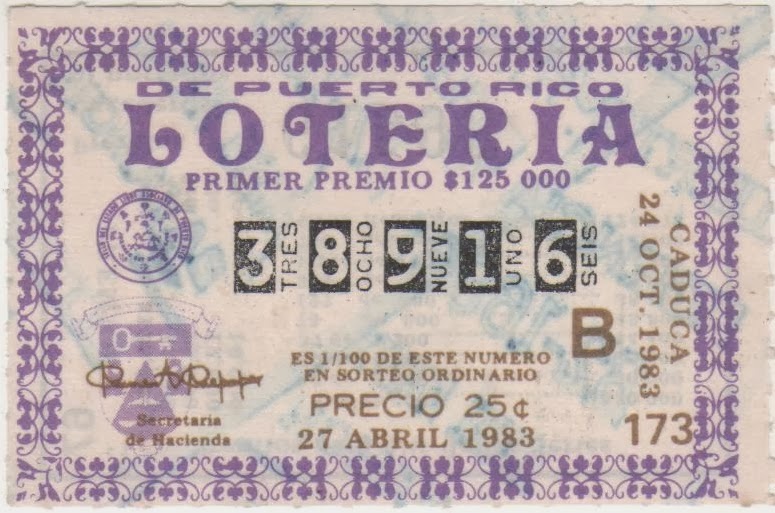 DE PUERTO RICO
LOTERIA
PRIMER PREMIO $125 000
3 TRES 8 OCHO 9 NUEVE 1 UNO 6 SEIS
B
CADUCA
24 OCT. 1983
ES 1/100 DE ESTE NUMERO
EN SORTEO ORDINARIO
PRECIO 25¢
27 ABRIL 1983
173
Secretaria
de Hacienda